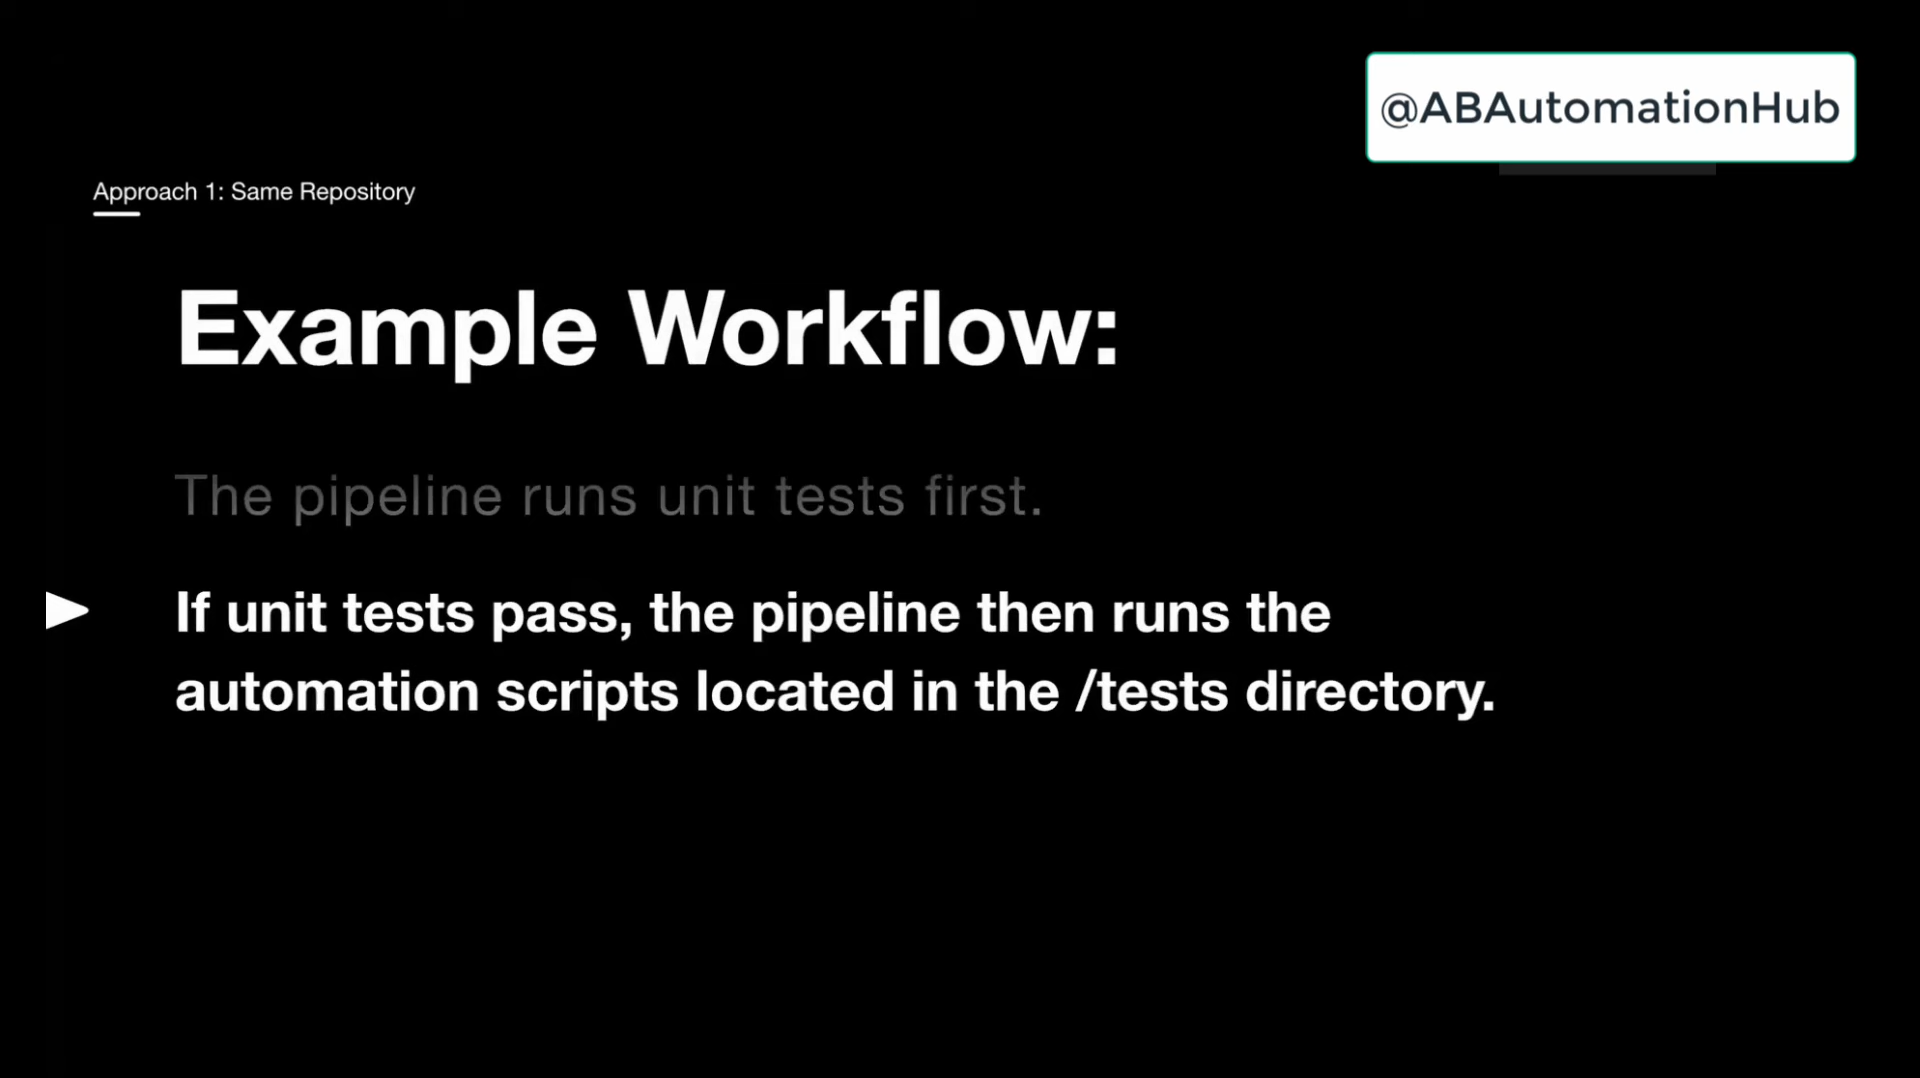 @ABAutomationHub
Approach 1: Same Repository
Example Workflow:
The pipeline runs unit tests first.
If unit tests pass, the pipeline then runs the
automation scripts located in the /tests directory.